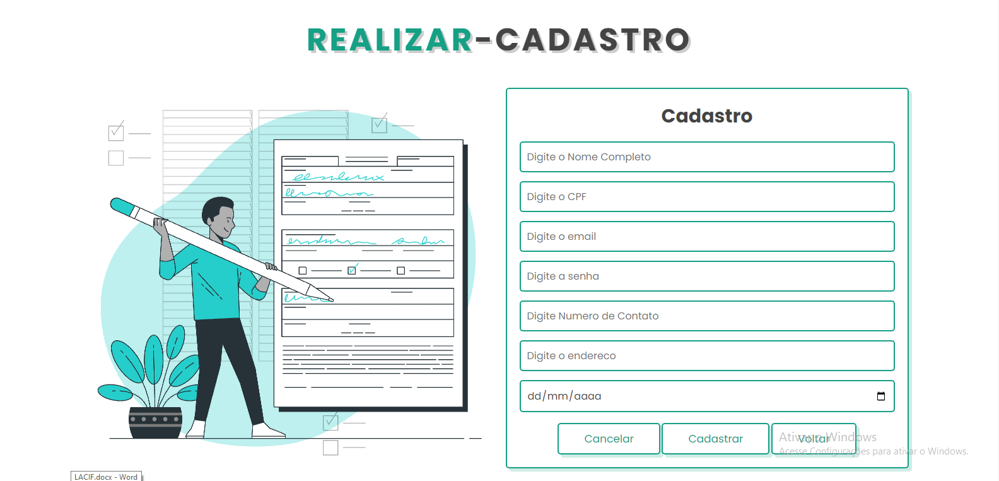 REALIZAR-CADASTRO
Cadastro
Digite o Nome Completo
Digite o CPF
Digite o email
Digite a senha
Digite Numero de Contato
Digite o endereco
dd/mm/aaaa
Cancelar Cadastrar Voltar
Ativar o Windows
Acesse Configurações para ativar o Windows.
LACIF.docx - Word